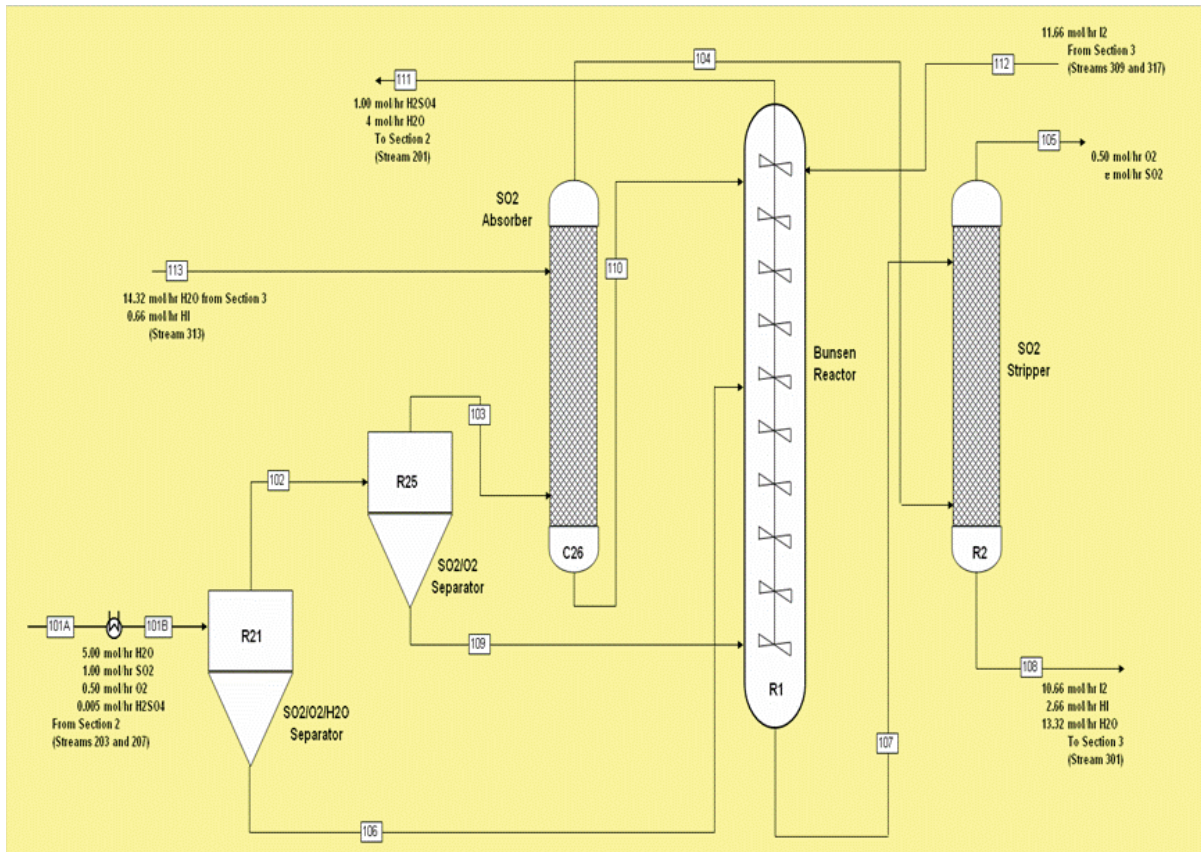 11.66 mol/hr I2
From Section 3
(Streams 309 and 317)
104
112
111
1.00 mol/hr H2SO4
4 mol/hr H2O
To Section 2
(Stream 201)
105
0.50 mol/hr O2
e mol/hr SO2
SO2
Absorber
113
110
14.32 mol/hr H2O from Section 3
0.66 mol/hr HI
(Stream 313)
Bunsen
Reactor
SO2
Stripper
103
102
R25
C26
R2
SO2/O2
Separator
101A
101B
R21
109
5.00 mol/hr H2O
1.00 mol/hr SO2
0.50 mol/hr O2
0.005 mol/hr H2SO4
From Section 2
(Streams 203 and 207)
SO2/O2/H2O
Separator
R1
108
10.66 mol/hr I2
2.66 mol/hr HI
13.32 mol/hr H2O
To Section 3
(Stream 301)
107
106